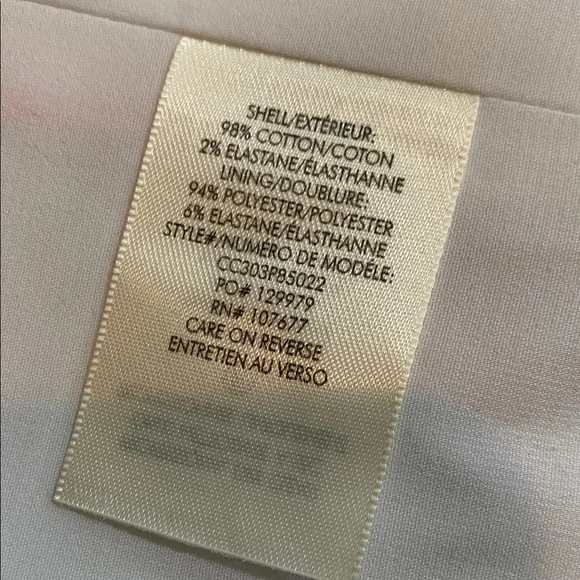 SHELL/EXTÉRIEUR:
98% COTTON/COTON
2% ELASTANE/ÉLASTHANNE
LINING/DOUBLURE:
94% POLYESTER/POLYESTER
6% ELASTANE/ÉLASTHANNE
STYLE#/NUMÉRO DE MODÉLE:
CC303P85022
PO# 129979
RN# 107677
CARE ON REVERSE
ENTRETIEN AU VERSO